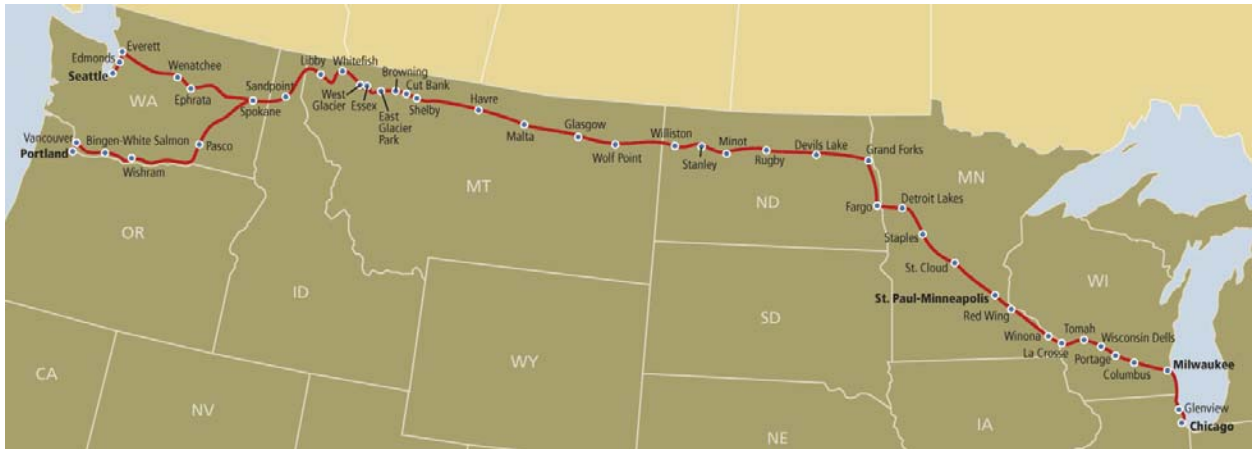 Everett
Edmonds
Seattle
Wenatchee
Ephrata
WA
Spokane
Sandpoint
Libby
Whitefish
West
Glacier
Essex
Browning
East
Glacier
Park
Cut Bank
Shelby
Havre
Malta
Glasgow
Wolf Point
Williston
Stanley
Minot
Rugby
Devils Lake
Grand Forks
MN
Vancouver
Portland
Bingen-White Salmon
Wishram
Pasco
MT
ND
Fargo
Detroit Lakes
Staples
St. Cloud
OR
ID
St. Paul-Minneapolis
Red Wing
WI
SD
Winona
La Crosse
Tomah
Wisconsin Dells
Portage
Columbus
Milwaukee
WY
CA
NV
NE
IA
Glenview
Chicago